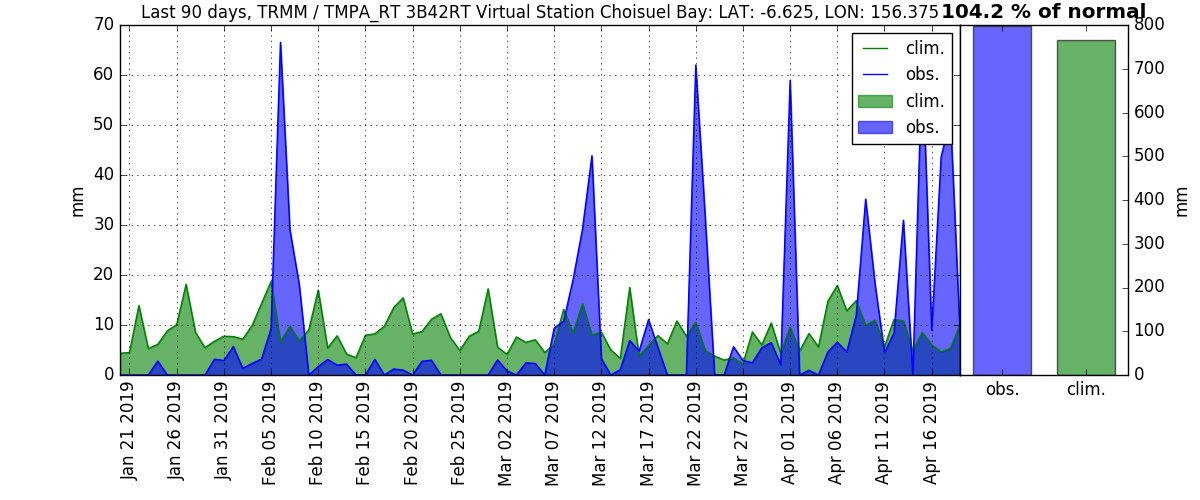 Last 90 days, TRMM / TMPA_RT 3B42RT Virtual Station Choisuel Bay: LAT: -6.625, LON: 156.375
104.2 % of normal
mm
70
60
50
40
30
20
10
0
clim.
obs.
clim.
obs.
800
700
600
500
400
300
200
100
0
mm
Jan 21 2019
Jan 26 2019
Jan 31 2019
Feb 05 2019
Feb 10 2019
Feb 15 2019
Feb 20 2019
Feb 25 2019
Mar 02 2019
Mar 07 2019
Mar 12 2019
Mar 17 2019
Mar 22 2019
Mar 27 2019
Apr 01 2019
Apr 06 2019
Apr 11 2019
Apr 16 2019
obs.
clim.